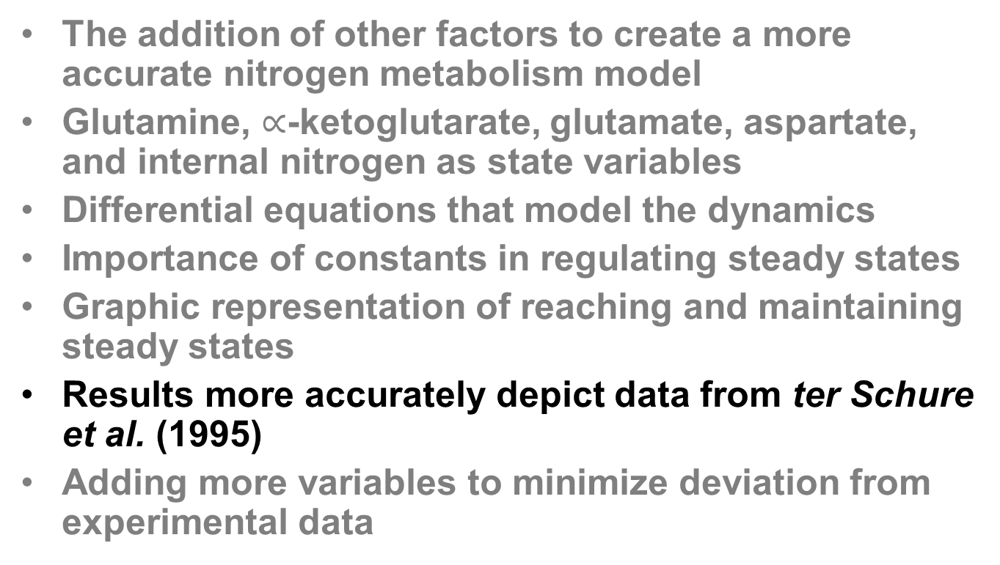 • The addition of other factors to create a more
accurate nitrogen metabolism model
• Glutamine, ∝-ketoglutarate, glutamate, aspartate,
and internal nitrogen as state variables
• Differential equations that model the dynamics
• Importance of constants in regulating steady states
• Graphic representation of reaching and maintaining
steady states
• Results more accurately depict data from ter Schure
et al. (1995)
• Adding more variables to minimize deviation from
experimental data